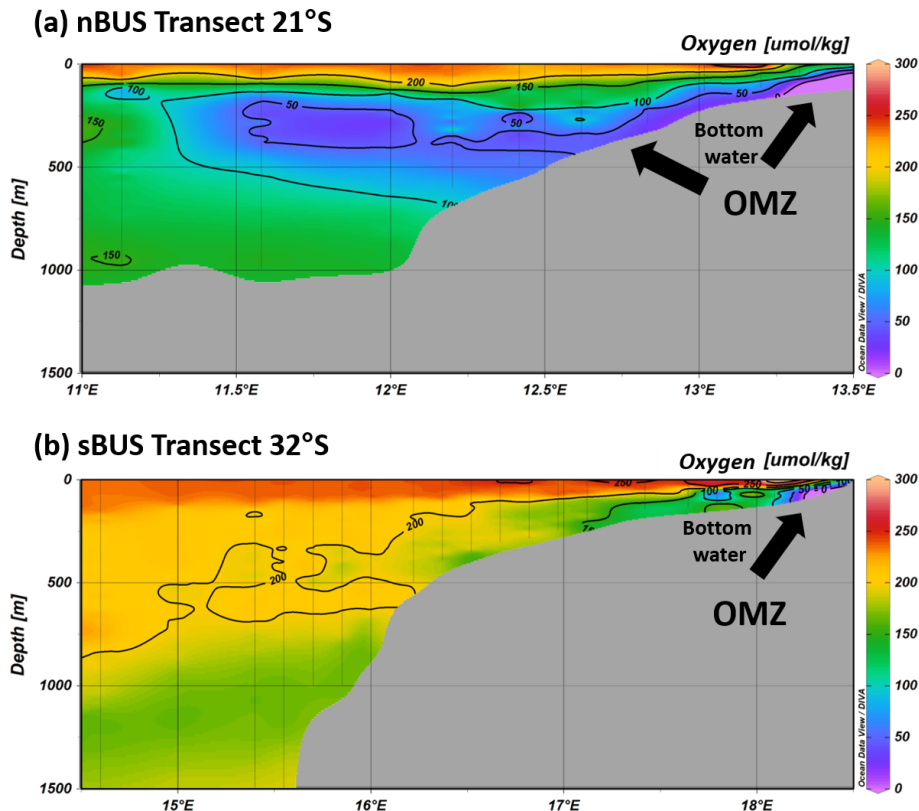 (a) nBUS Transect 21°S
Oxygen [umol/kg]
0
500
1000
1500
Depth [m]
100
150
200
150
100
50
50
50
0
100
150
Bottom
water
OMZ
11°E
11.5°E
12°E
12.5°E
13°E
13.5°E
300
250
200
150
100
50
0
Ocean Data View / DIVA
(b) sBUS Transect 32°S
Oxygen [umol/kg]
0
500
1000
1500
Depth [m]
250
250
100
50
0
200
200
Bottom
water
OMZ
15°E
16°E
17°E
18°E
300
250
200
150
100
50
0
Ocean Data View / DIVA